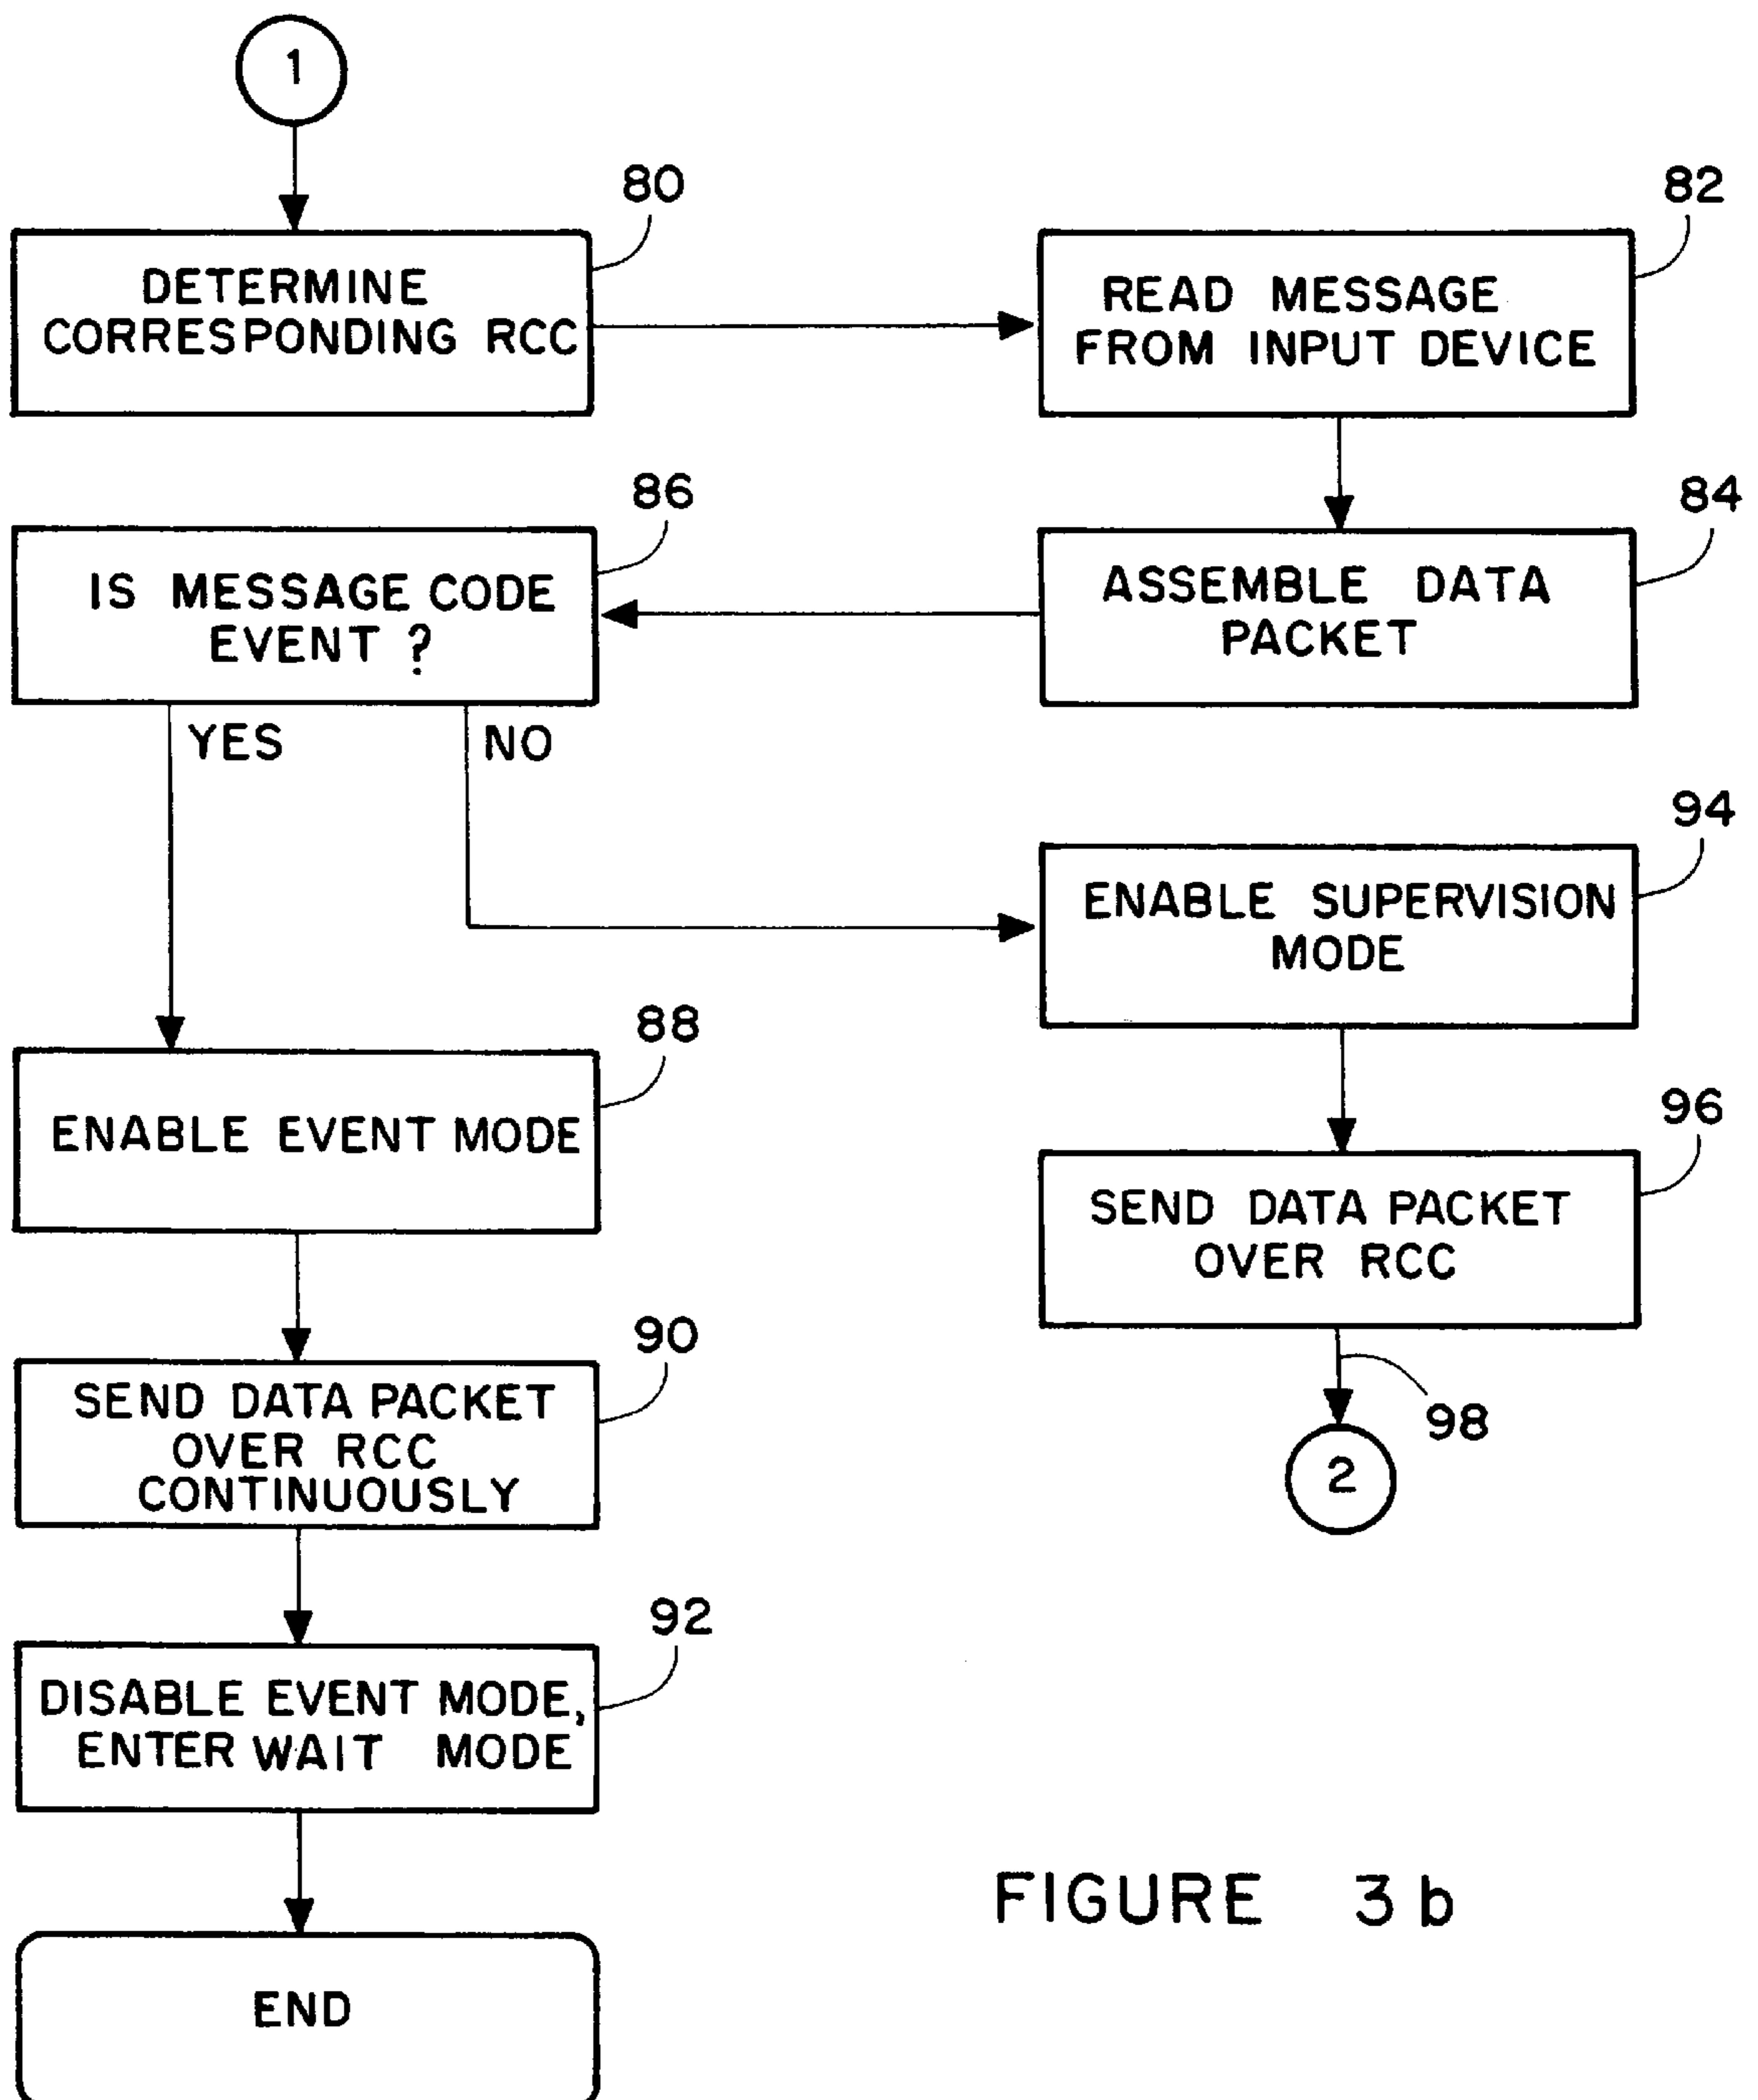 1
80
DETERMINE
CORRESPONDING RCC
82
READ MESSAGE
FROM INPUT DEVICE
84
ASSEMBLE DATA
PACKET
86
IS MESSAGE CODE
EVENT ?
YES
NO
94
ENABLE SUPERVISION
MODE
88
ENABLE EVENT MODE
96
SEND DATA PACKET
OVER RCC
98
2
90
SEND DATA PACKET
OVER RCC
CONTINUOUSLY
92
DISABLE EVENT MODE,
ENTER WAIT MODE
END
FIGURE 3b